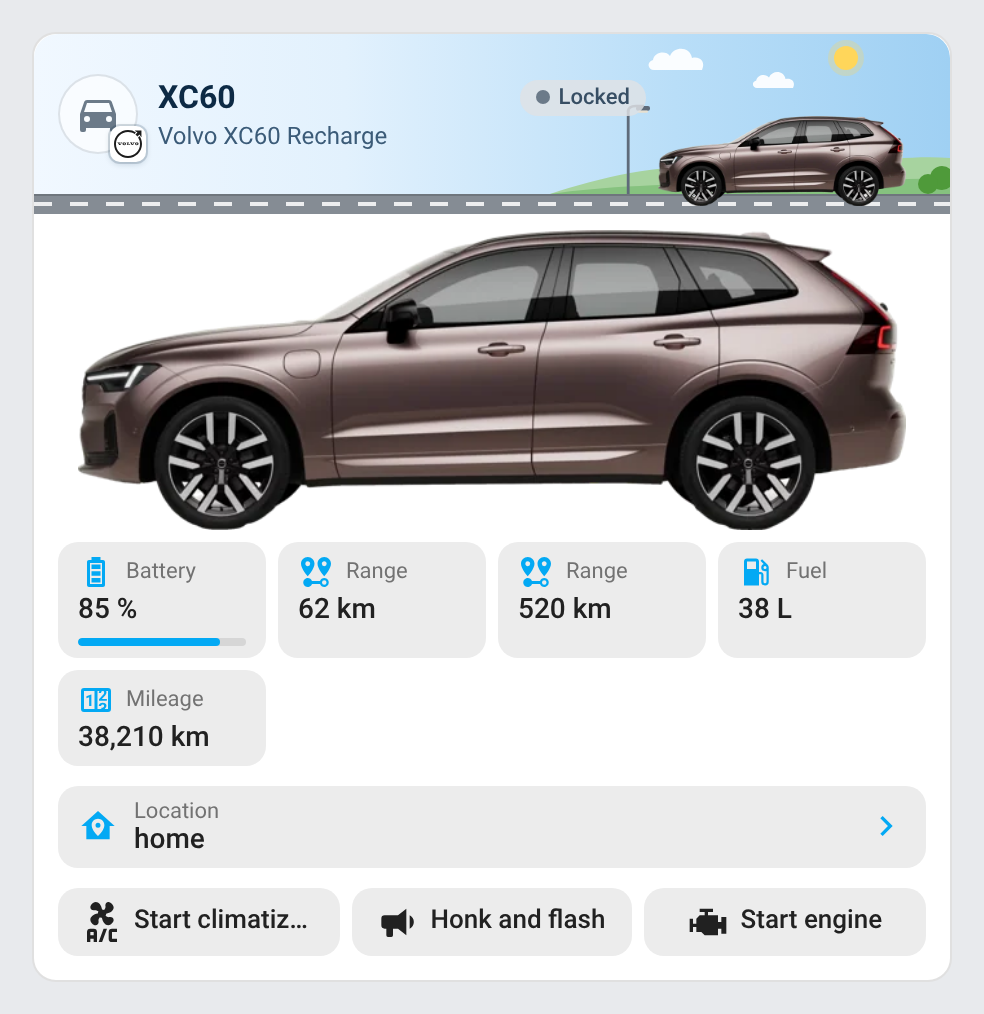 XC60
Volvo XC60 Recharge
VOLVO
Locked
Battery
85 %
Range
62 km
Range
520 km
Fuel
38 L
Mileage
38,210 km
Location
home
A/C
Start climatiz…
Honk and flash
Start engine